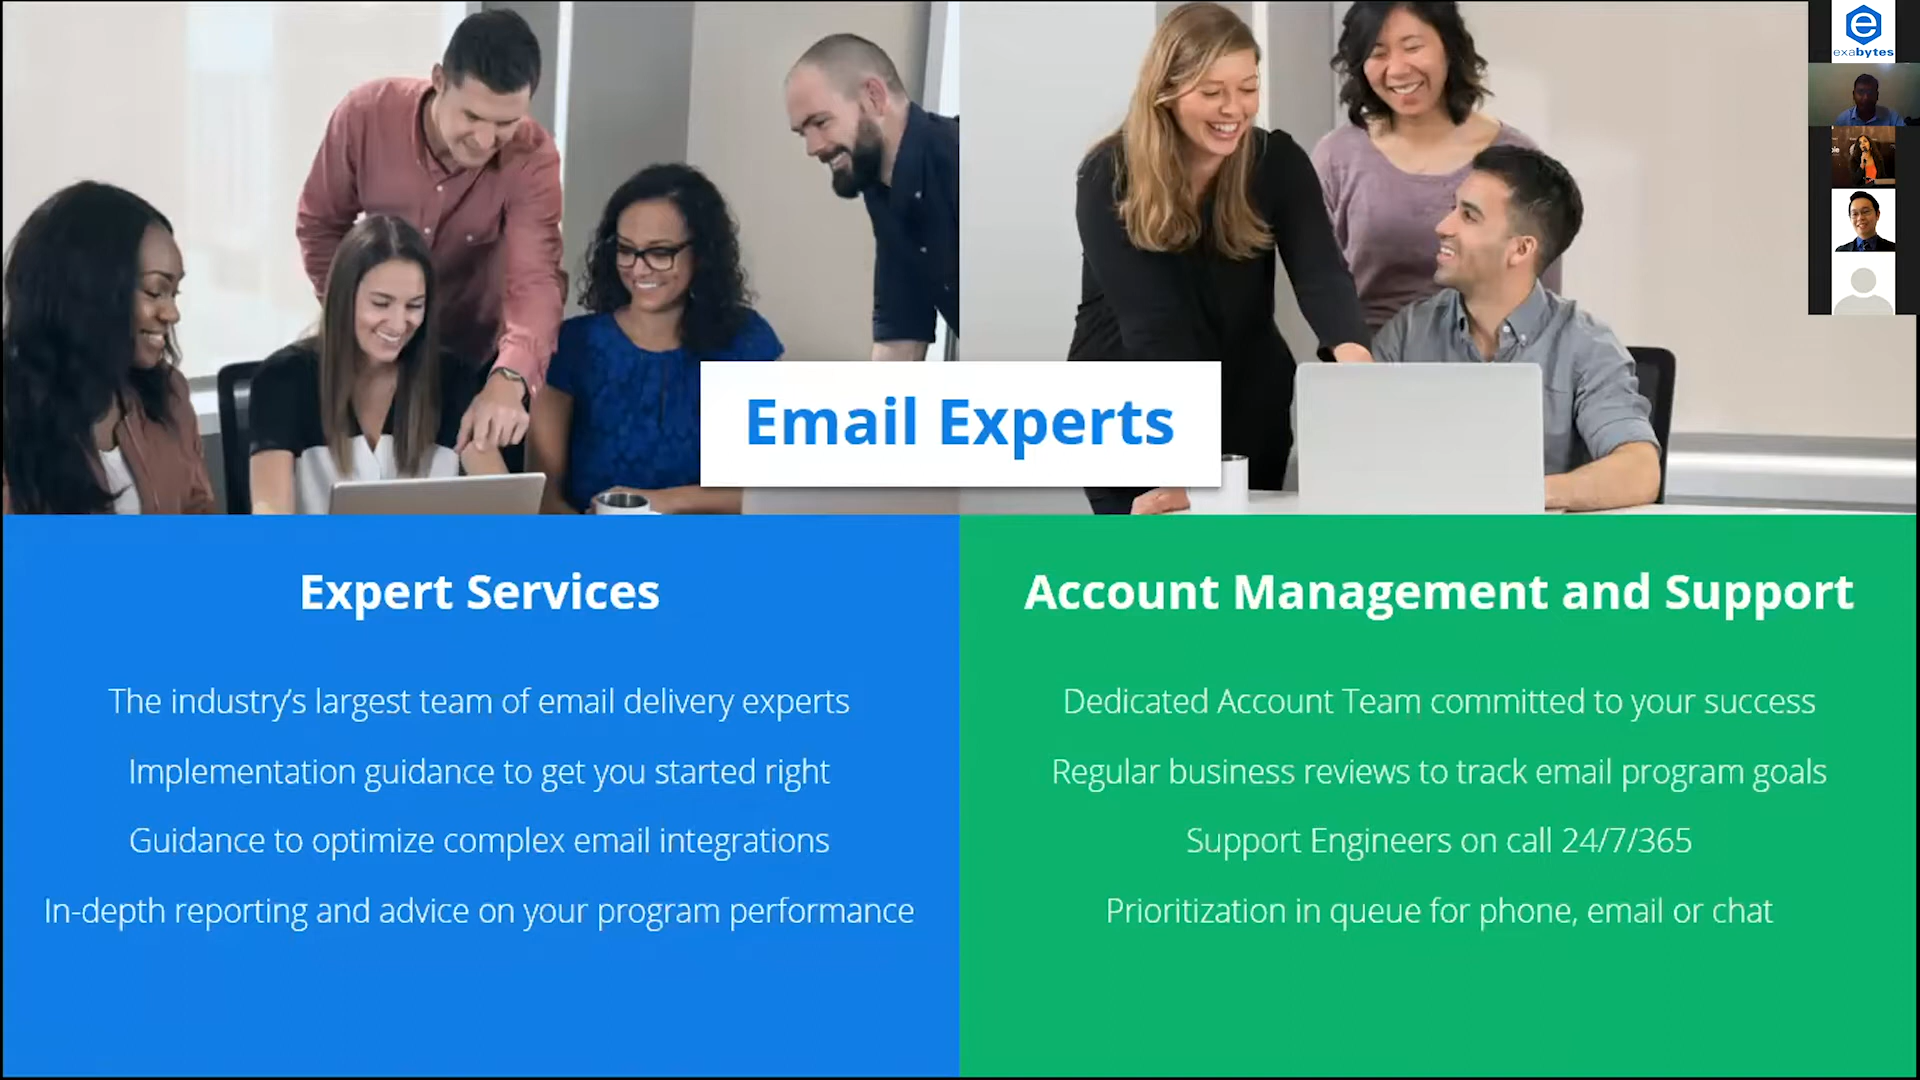 exabytes
Email Experts
Expert Services
The industry's largest team of email delivery experts
Implementation guidance to get you started right
Guidance to optimize complex email integrations
In-depth reporting and advice on your program performance
Account Management and Support
Dedicated Account Team committed to your success
Regular business reviews to track email program goals
Support Engineers on call 24/7/365
Prioritization in queue for phone, email or chat